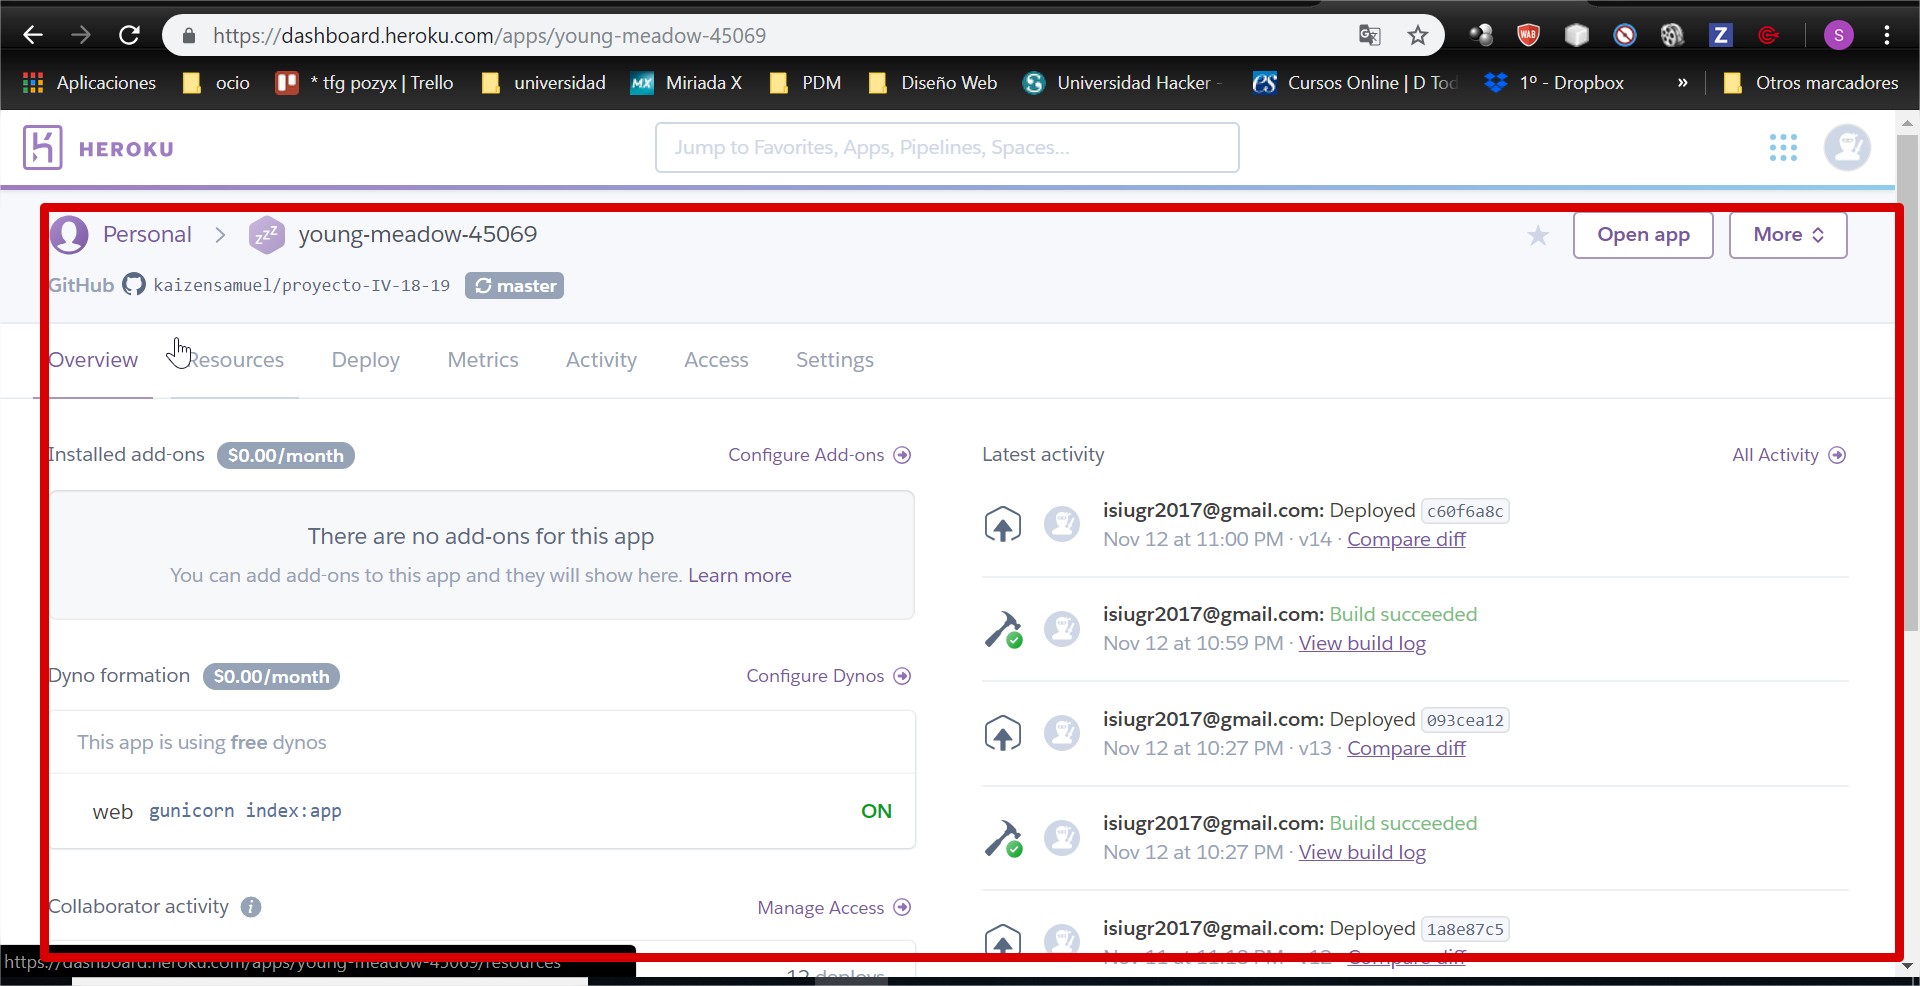 https://dashboard.heroku.com/apps/young-meadow-45069
S
Aplicaciones ocio * tfg pozyx | Trello universidad Miriada X PDM Diseño Web Universidad Hacker - Cursos Online | D Tod 1º - Dropbox » Otros marcadores
HEROKU
Jump to Favorites, Apps, Pipelines, Spaces...
Personal > young-meadow-45069
Open app
More
GitHub kaizensamuel/proyecto-IV-18-19 master
Overview Resources Deploy Metrics Activity Access Settings
Installed add-ons $0.00/month
Configure Add-ons
There are no add-ons for this app
You can add add-ons to this app and they will show here. Learn more
Dyno formation $0.00/month
Configure Dynos
This app is using free dynos
web gunicorn index:app ON
Collaborator activity
Manage Access
12 deploys
Latest activity
All Activity
isiugr2017@gmail.com: Deployed c60f6a8c
Nov 12 at 11:00 PM · v14 · Compare diff
isiugr2017@gmail.com: Build succeeded
Nov 12 at 10:59 PM · View build log
isiugr2017@gmail.com: Deployed 093cea12
Nov 12 at 10:27 PM · v13 · Compare diff
isiugr2017@gmail.com: Build succeeded
Nov 12 at 10:27 PM · View build log
isiugr2017@gmail.com: Deployed 1a8e87c5
Nov 11 at 11:18 PM · v12 · Compare diff
https://dashboard.heroku.com/apps/young-meadow-45069/resources